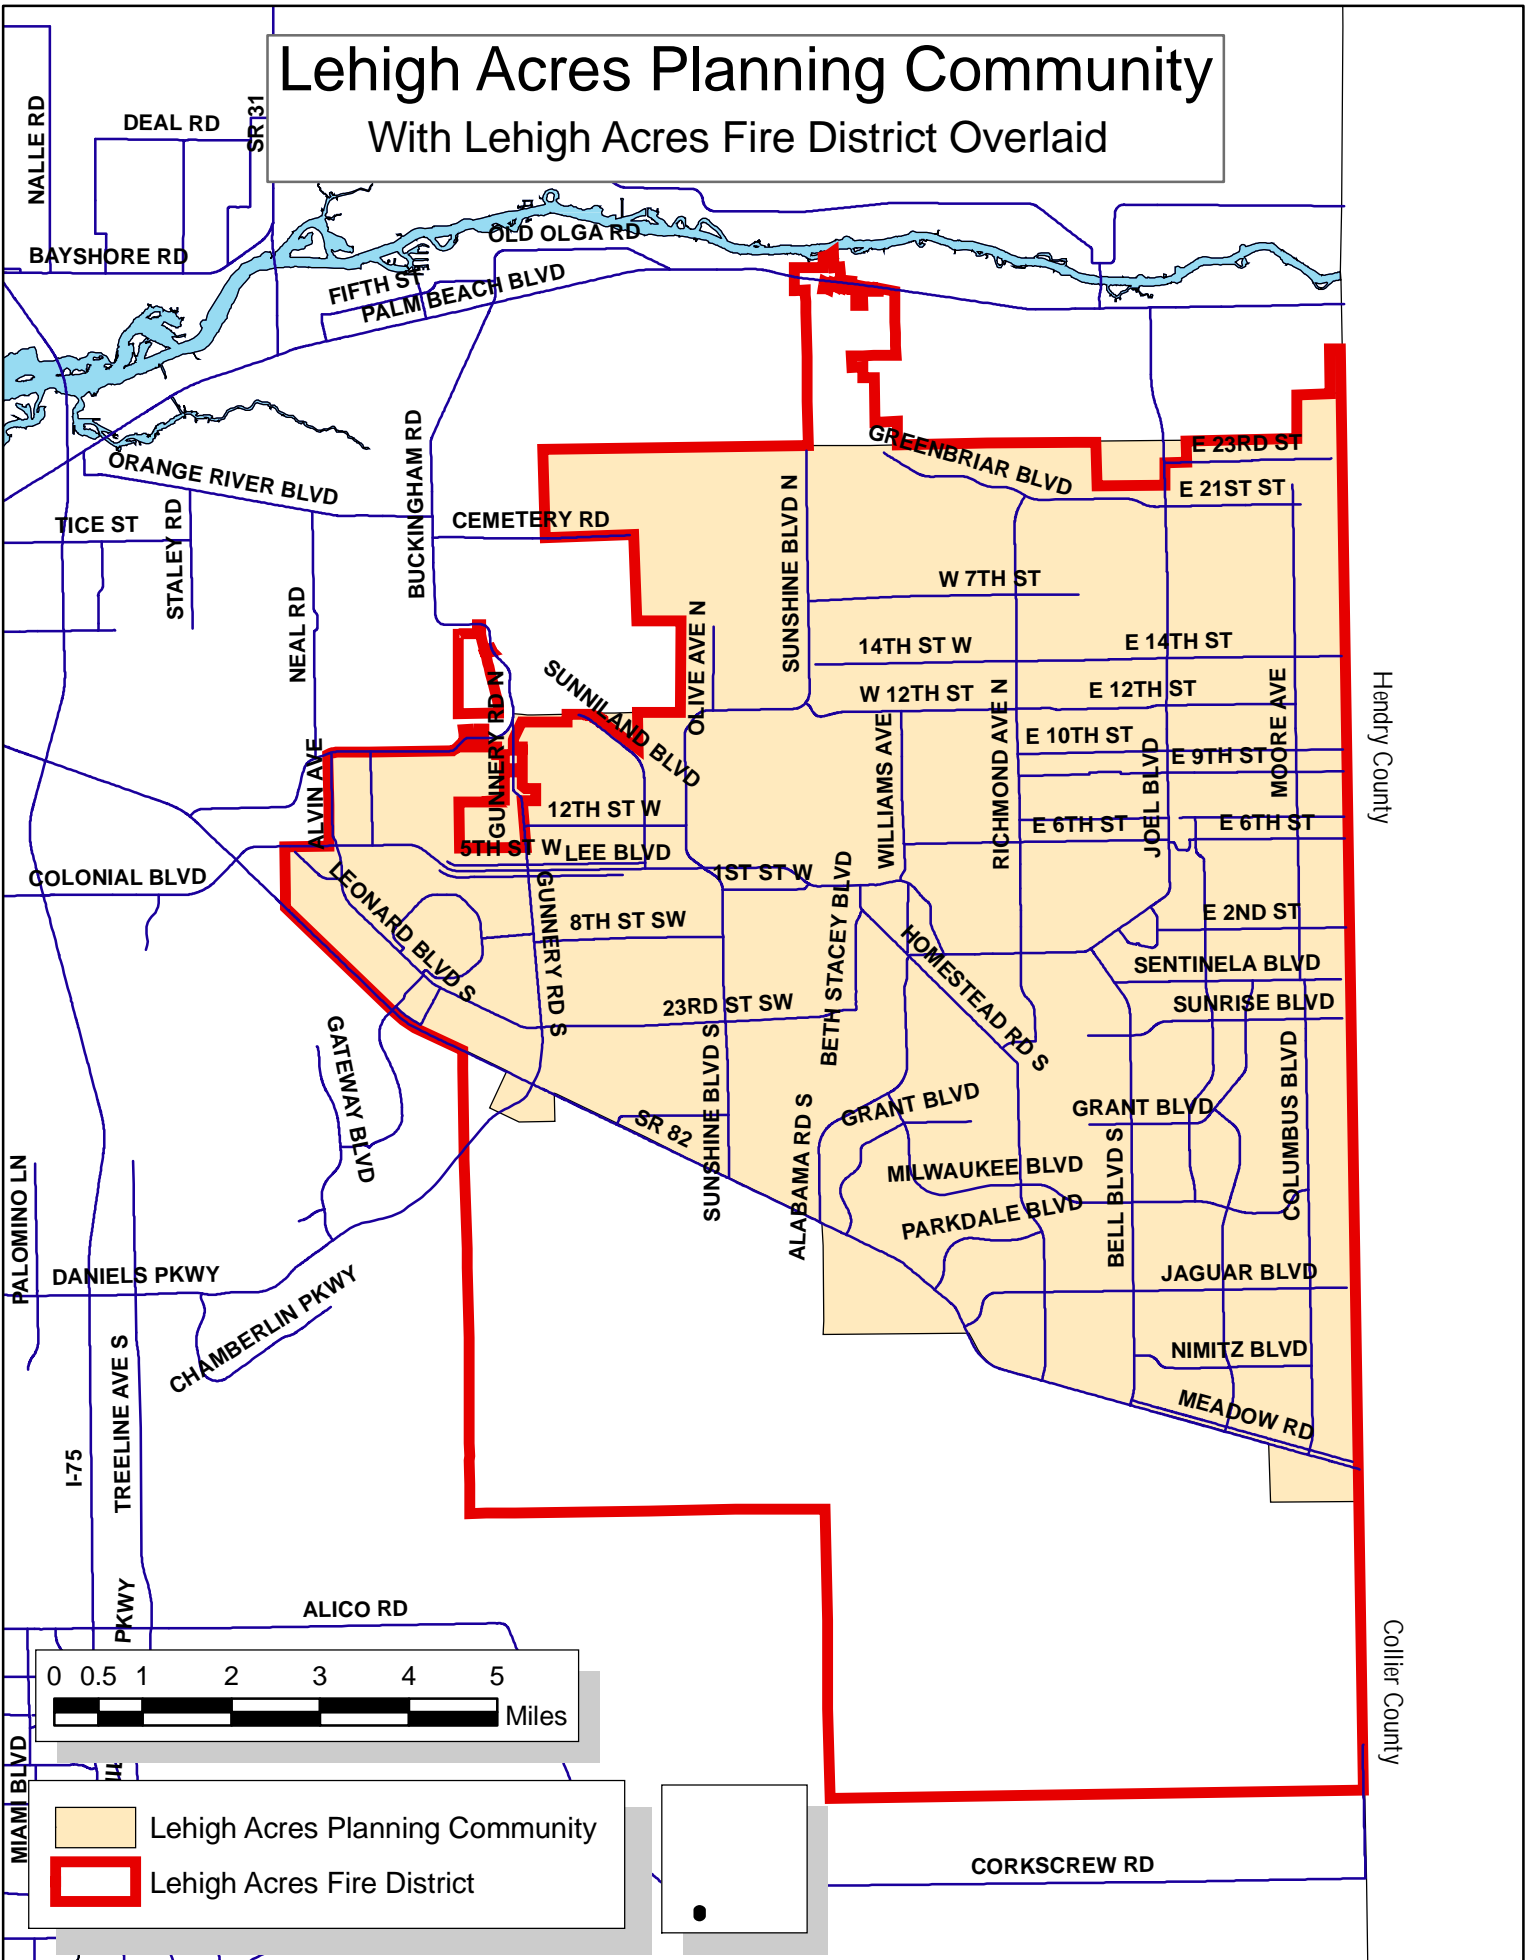 Lehigh Acres Planning Community
With Lehigh Acres Fire District Overlaid
NALLE RD
DEAL RD
SR 31
BAYSHORE RD
OLD OLGA RD
FIFTH ST
PALM BEACH BLVD
ORANGE RIVER BLVD
BUCKINGHAM RD
GREENBRIAR BLVD
E 23RD ST
E 21ST ST
TICE ST
STALEY RD
CEMETERY RD
SUNSHINE BLVD N
W 7TH ST
NEAL RD
OLIVE AVE N
14TH ST W
E 14TH ST
SUNNILAND BLVD
W 12TH ST
E 12TH ST
Hendry County
GUNNERY RD N
WILLIAMS AVE
RICHMOND AVE N
E 10TH ST
MOORE AVE
E 9TH ST
JOEL BLVD
ALVIN AVE
12TH ST W
E 6TH ST
E 6TH ST
5TH ST W
LEE BLVD
1ST ST W
COLONIAL BLVD
LEONARD BLVD S
GUNNERY RD S
8TH ST SW
BETH STACEY BLVD
HOMESTEAD RD S
E 2ND ST
SENTINELA BLVD
23RD ST SW
SUNRISE BLVD
GATEWAY BLVD
SUNSHINE BLVD S
SR 82
ALABAMA RD S
GRANT BLVD
GRANT BLVD
COLUMBUS BLVD
MILWAUKEE BLVD
BELL BLVD S
PARKDALE BLVD
PALOMINO LN
DANIELS PKWY
CHAMBERLIN PKWY
JAGUAR BLVD
TREELINE AVE S
NIMITZ BLVD
MEADOW RD
I-75
PKWY
ALICO RD
Collier County
0 0.5 1 2 3 4 5
Miles
MIAMI BLVD
Lehigh Acres Planning Community
Lehigh Acres Fire District
CORKSCREW RD